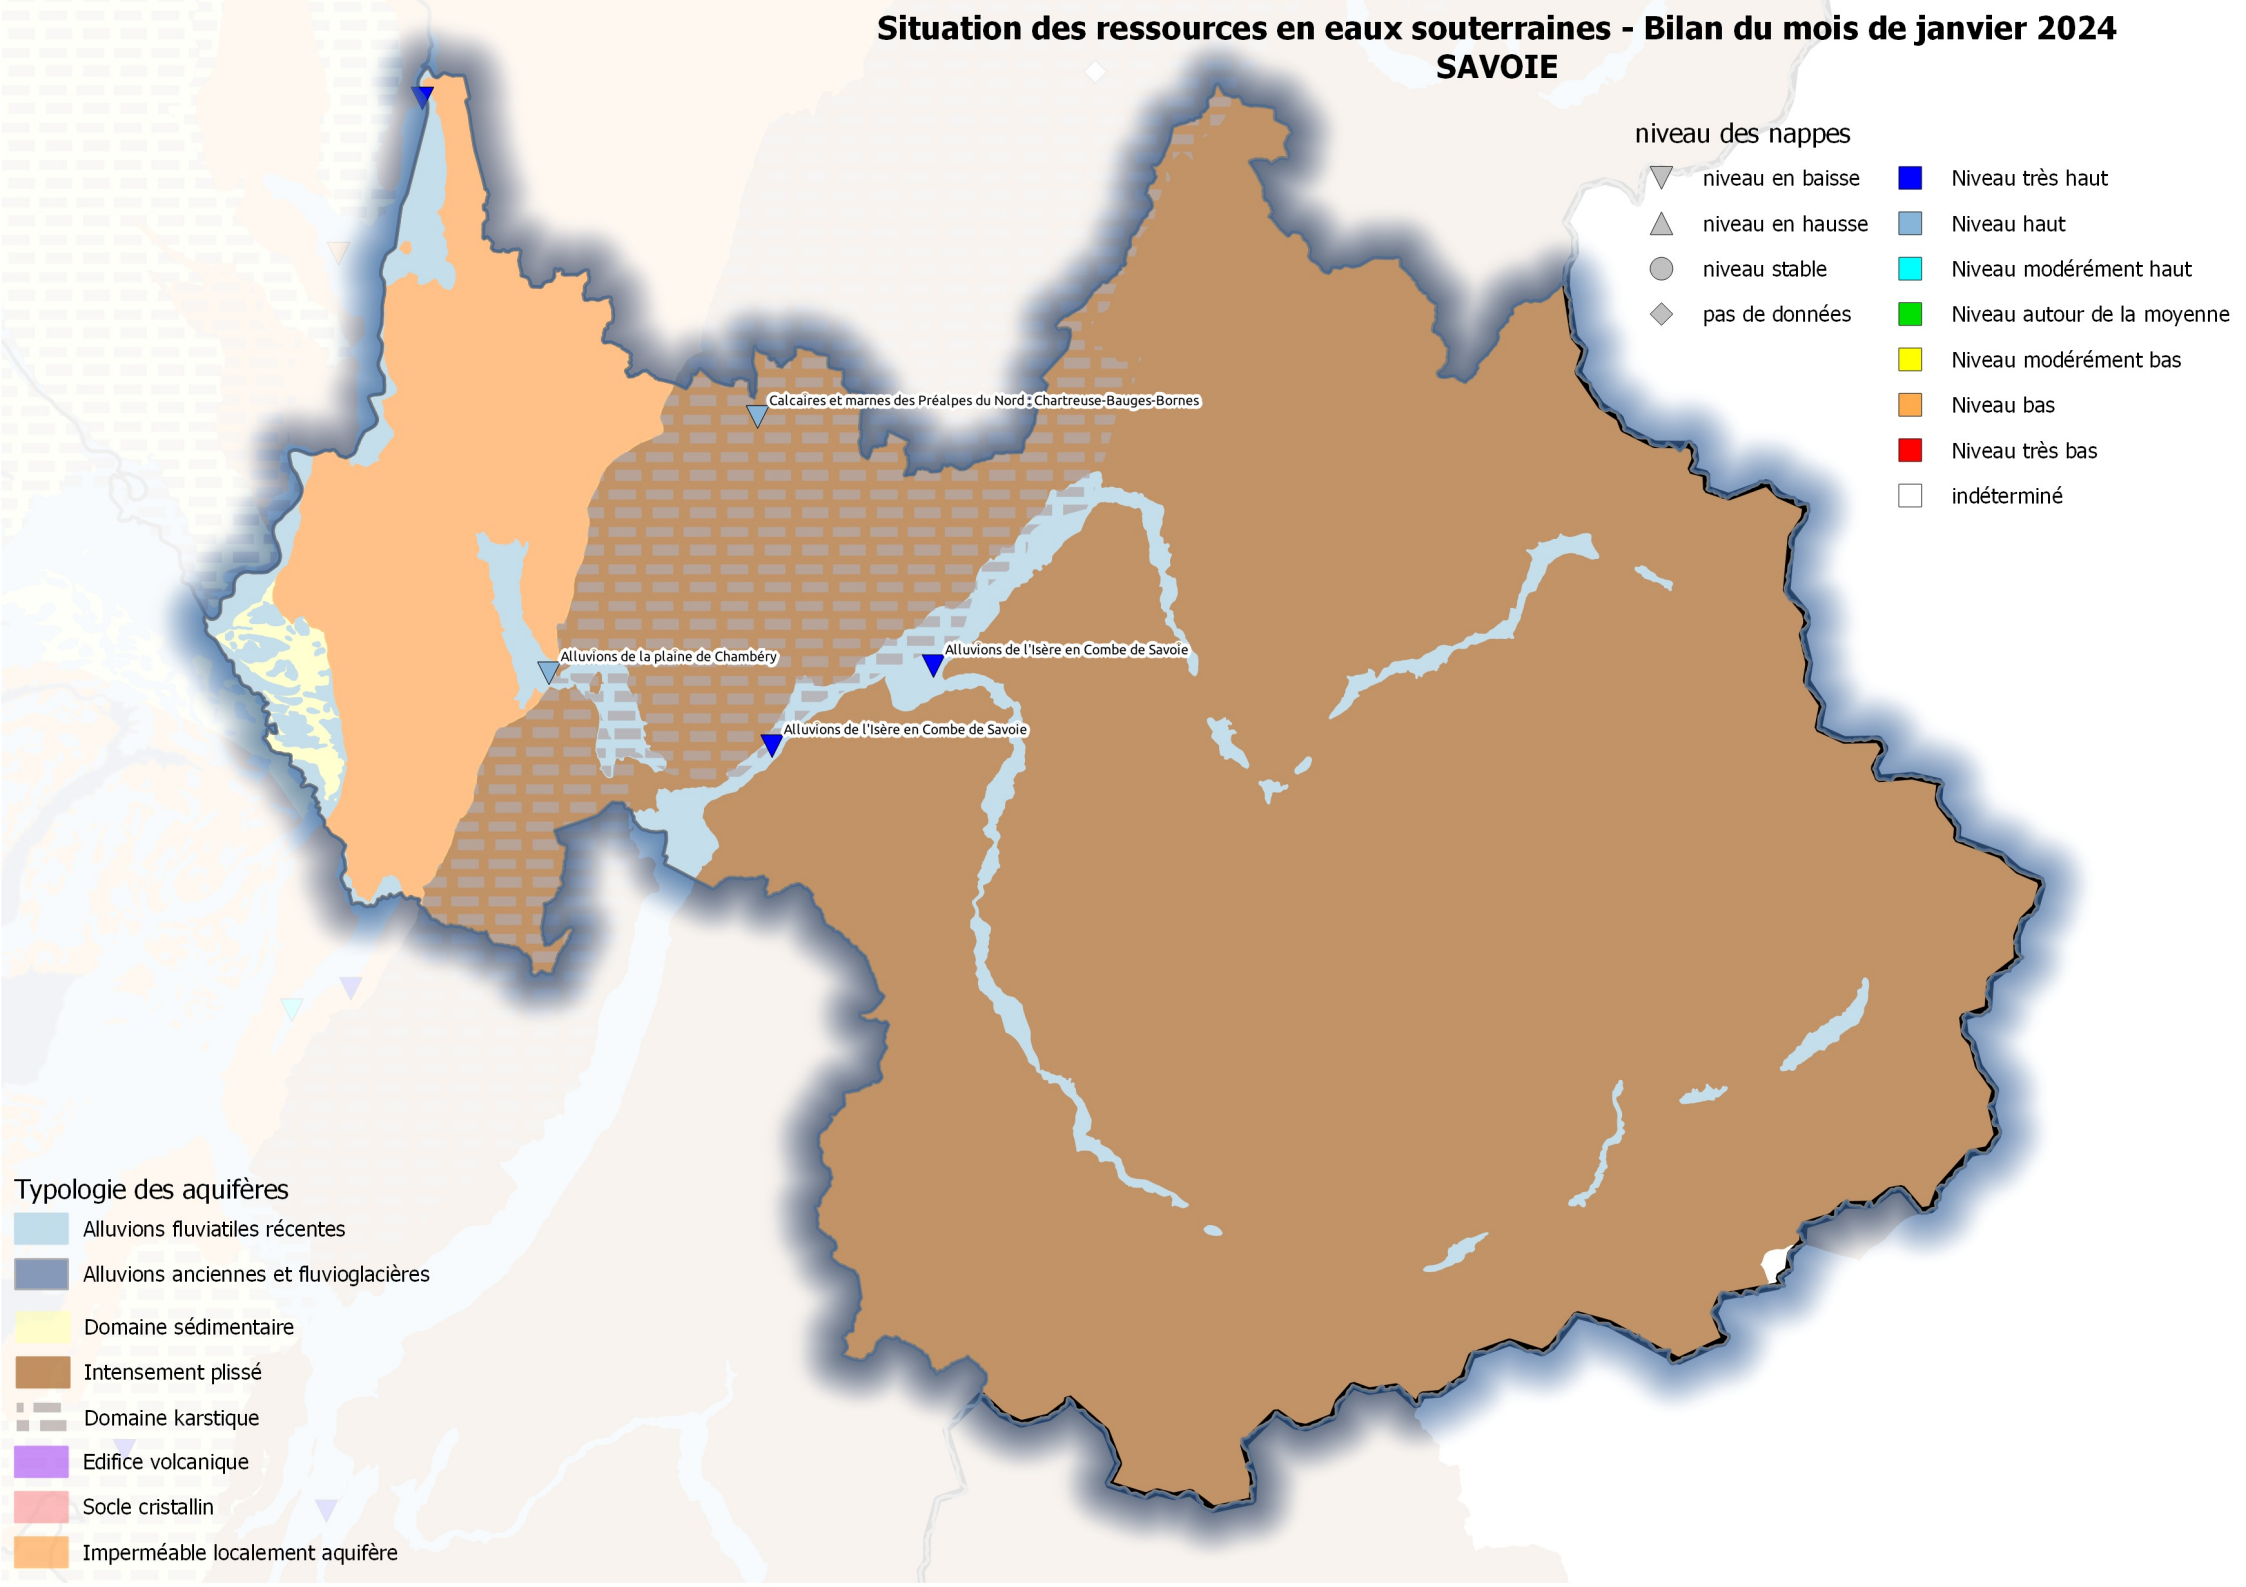 Situation des ressources en eaux souterraines - Bilan du mois de janvier 2024
SAVOIE
niveau des nappes
niveau en baisse
niveau en hausse
niveau stable
pas de données
Niveau très haut
Niveau haut
Niveau modérément haut
Niveau autour de la moyenne
Niveau modérément bas
Niveau bas
Niveau très bas
indéterminé
Calcaires et marnes des Préalpes du Nord : Chartreuse-Bauges-Bornes
Alluvions de l'Isère en Combe de Savoie
Alluvions de la plaine de Chambéry
Alluvions de l'Isère en Combe de Savoie
Typologie des aquifères
Alluvions fluviatiles récentes
Alluvions anciennes et fluvioglacières
Domaine sédimentaire
Intensement plissé
Domaine karstique
Edifice volcanique
Socle cristallin
Imperméable localement aquifère